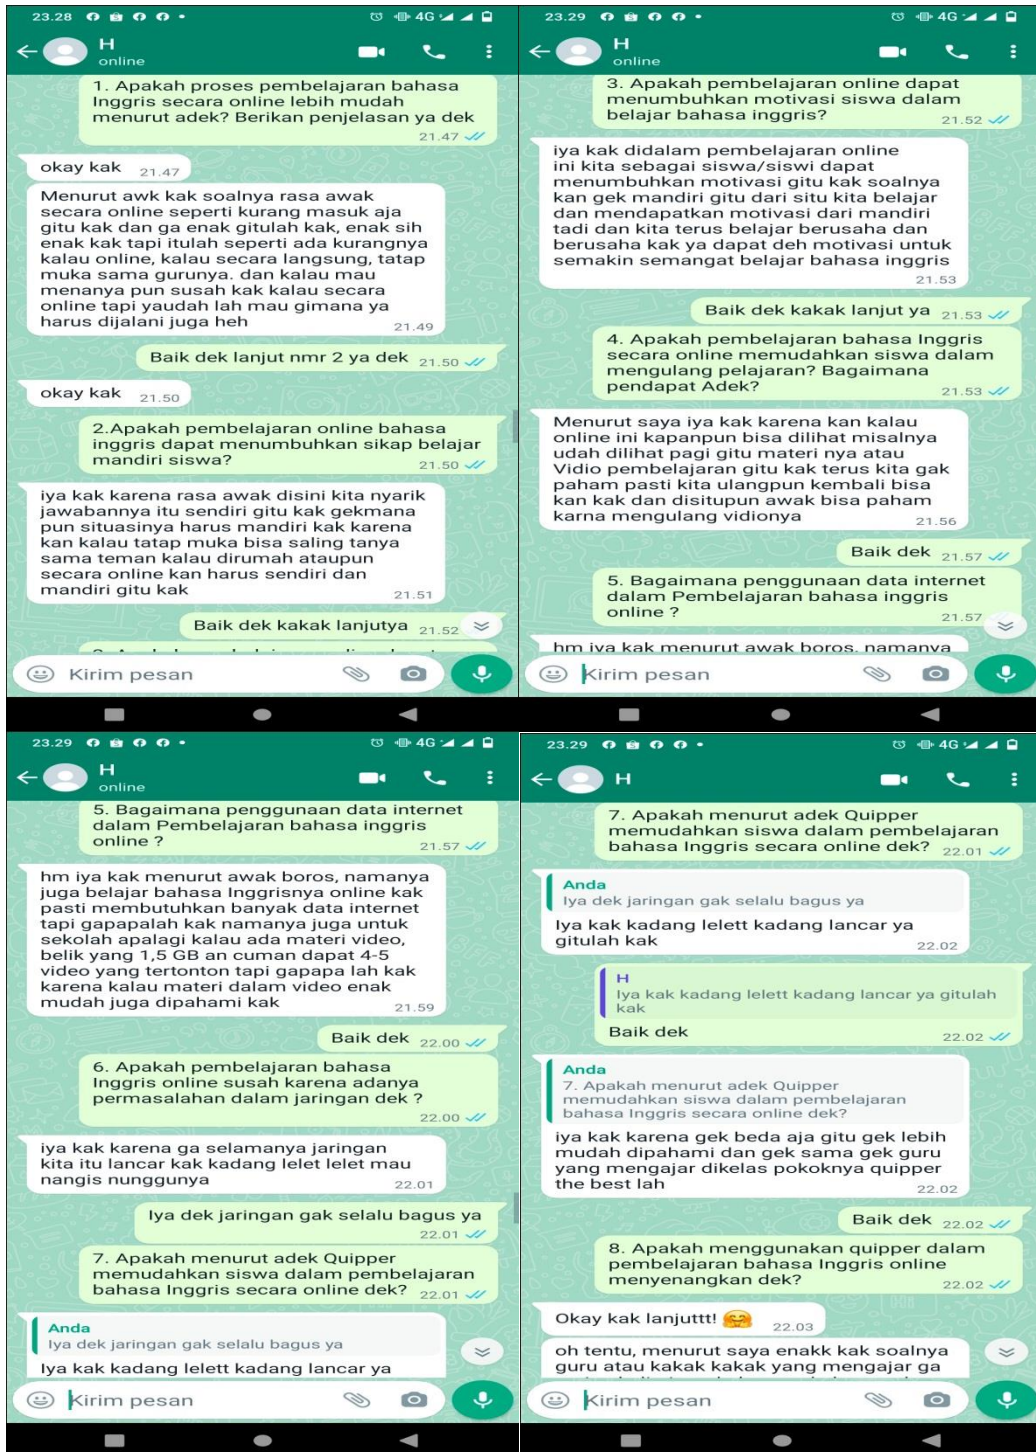 23.28
4G
H
online
1. Apakah proses pembelajaran bahasa
Inggris secara online lebih mudah
menurut adek? Berikan penjelasan ya dek
21.47
okay kak 21.47
Menurut awk kak soalnya rasa awak
secara online seperti kurang masuk aja
gitu kak dan ga enak gitulah kak, enak sih
enak kak tapi itulah seperti ada kurangnya
kalau online, kalau secara langsung, tatap
muka sama gurunya. dan kalau mau
menanya pun susah kak kalau secara
online tapi yaudah lah mau gimana ya
harus dijalani juga heh
21.49
Baik dek lanjut nmr 2 ya dek 21.50
okay kak 21.50
2.Apakah pembelajaran online bahasa
inggris dapat menumbuhkan sikap belajar
mandiri siswa?
21.50
iya kak karena rasa awak disini kita nyarik
jawabannya itu sendiri gitu kak gekmana
pun situasinya harus mandiri kak karena
kan kalau tatap muka bisa saling tanya
sama teman kalau dirumah ataupun
secara online kan harus sendiri dan
mandiri gitu kak
21.51
Baik dek kakak lanjutya 21.52
Kirim pesan
23.29
4G
H
online
3. Apakah pembelajaran online dapat
menumbuhkan motivasi siswa dalam
belajar bahasa inggris?
21.52
iya kak didalam pembelajaran online
ini kita sebagai siswa/siswi dapat
menumbuhkan motivasi gitu kak soalnya
kan gek mandiri gitu dari situ kita belajar
dan mendapatkan motivasi dari mandiri
tadi dan kita terus belajar berusaha dan
berusaha kak ya dapat deh motivasi untuk
semakin semangat belajar bahasa inggris
21.53
Baik dek kakak lanjut ya 21.53
4. Apakah pembelajaran bahasa Inggris
secara online memudahkan siswa dalam
mengulang pelajaran? Bagaimana
pendapat Adek?
21.53
Menurut saya iya kak karena kan kalau
online ini kapanpun bisa dilihat misalnya
udah dilihat pagi gitu materi nya atau
Vidio pembelajaran gitu kak terus kita gak
paham pasti kita ulangpun kembali bisa
kan kak dan disitupun awak bisa paham
karna mengulang vidionya
21.56
Baik dek 21.57
5. Bagaimana penggunaan data internet
dalam Pembelajaran bahasa inggris
online ?
21.57
hm iya kak menurut awak boros, namanya
Kirim pesan
23.29
4G
H
online
5. Bagaimana penggunaan data internet
dalam Pembelajaran bahasa inggris
online ?
21.57
hm iya kak menurut awak boros, namanya
juga belajar bahasa Inggrisnya online kak
pasti membutuhkan banyak data internet
tapi gapapalah kak namanya juga untuk
sekolah apalagi kalau ada materi video,
belik yang 1,5 GB an cuman dapat 4-5
video yang tertonton tapi gapapa lah kak
karena kalau materi dalam video enak
mudah juga dipahami kak
21.59
Baik dek 22.00
6. Apakah pembelajaran bahasa
Inggris online susah karena adanya
permasalahan dalam jaringan dek ?
22.00
iya kak karena ga selamanya jaringan
kita itu lancar kak kadang lelet lelet mau
nangis nunggunya
22.01
Iya dek jaringan gak selalu bagus ya
22.01
7. Apakah menurut adek Quipper
memudahkan siswa dalam pembelajaran
bahasa Inggris secara online dek? 22.01
Anda
Iya dek jaringan gak selalu bagus ya
Iya kak kadang lelett kadang lancar ya
Kirim pesan
23.29
4G
H
7. Apakah menurut adek Quipper
memudahkan siswa dalam pembelajaran
bahasa Inggris secara online dek? 22.01
Anda
Iya dek jaringan gak selalu bagus ya
Iya kak kadang lelett kadang lancar ya
gitulah kak
22.02
H
Iya kak kadang lelett kadang lancar ya gitulah
kak
Baik dek
22.02
Anda
7. Apakah menurut adek Quipper
memudahkan siswa dalam pembelajaran
bahasa Inggris secara online dek?
iya kak karena gek beda aja gitu gek lebih
mudah dipahami dan gek sama gek guru
yang mengajar dikelas pokoknya quipper
the best lah
22.02
Baik dek 22.02
8. Apakah menggunakan quipper dalam
pembelajaran bahasa Inggris online
menyenangkan dek?
22.02
Okay kak lanjuttt! 🤗 22.03
oh tentu, menurut saya enakk kak soalnya
guru atau kakak kakak yang mengajar ga
Kirim pesan